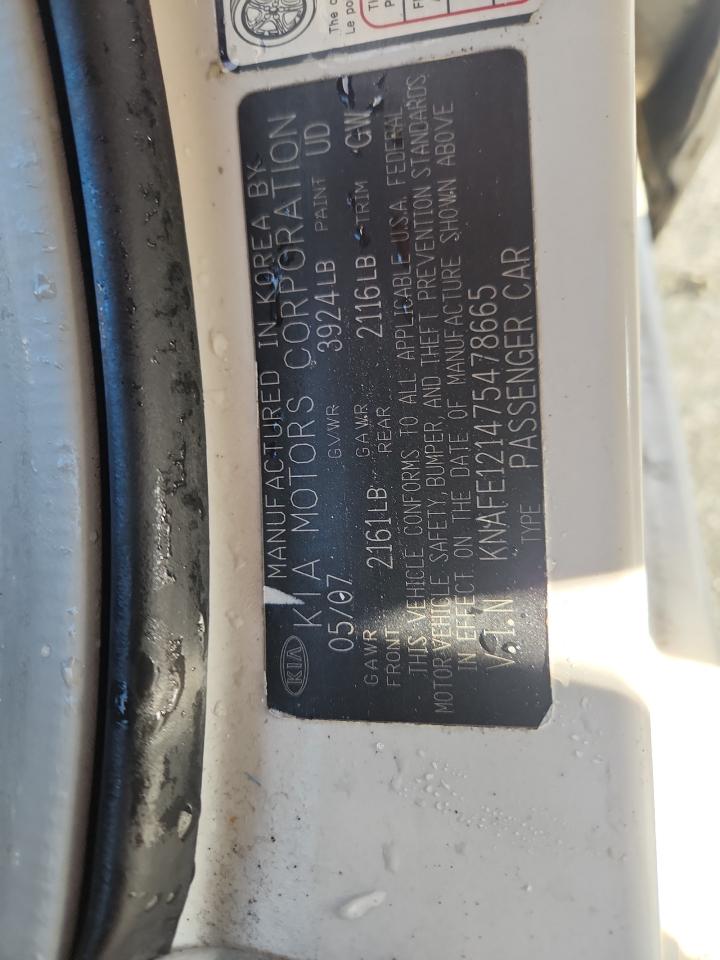 MANUFACTURED IN KOREA BY
KIA KIA MOTORS CORPORATION
05/07 GVWR 3924LB PAINT UD
GAWR FRONT 2161LB GAWR REAR 2116LB TRIM GW
THIS VEHICLE CONFORMS TO ALL APPLICABLE USA. FEDERAL
MOTOR VEHICLE SAFETY, BUMPER, AND THEFT PREVENTION STANDARDS
IN EFFECT ON THE DATE OF MANUFACTURE SHOWN ABOVE
V.I.N KNAFE121475478665
TYPE PASSENGER CAR